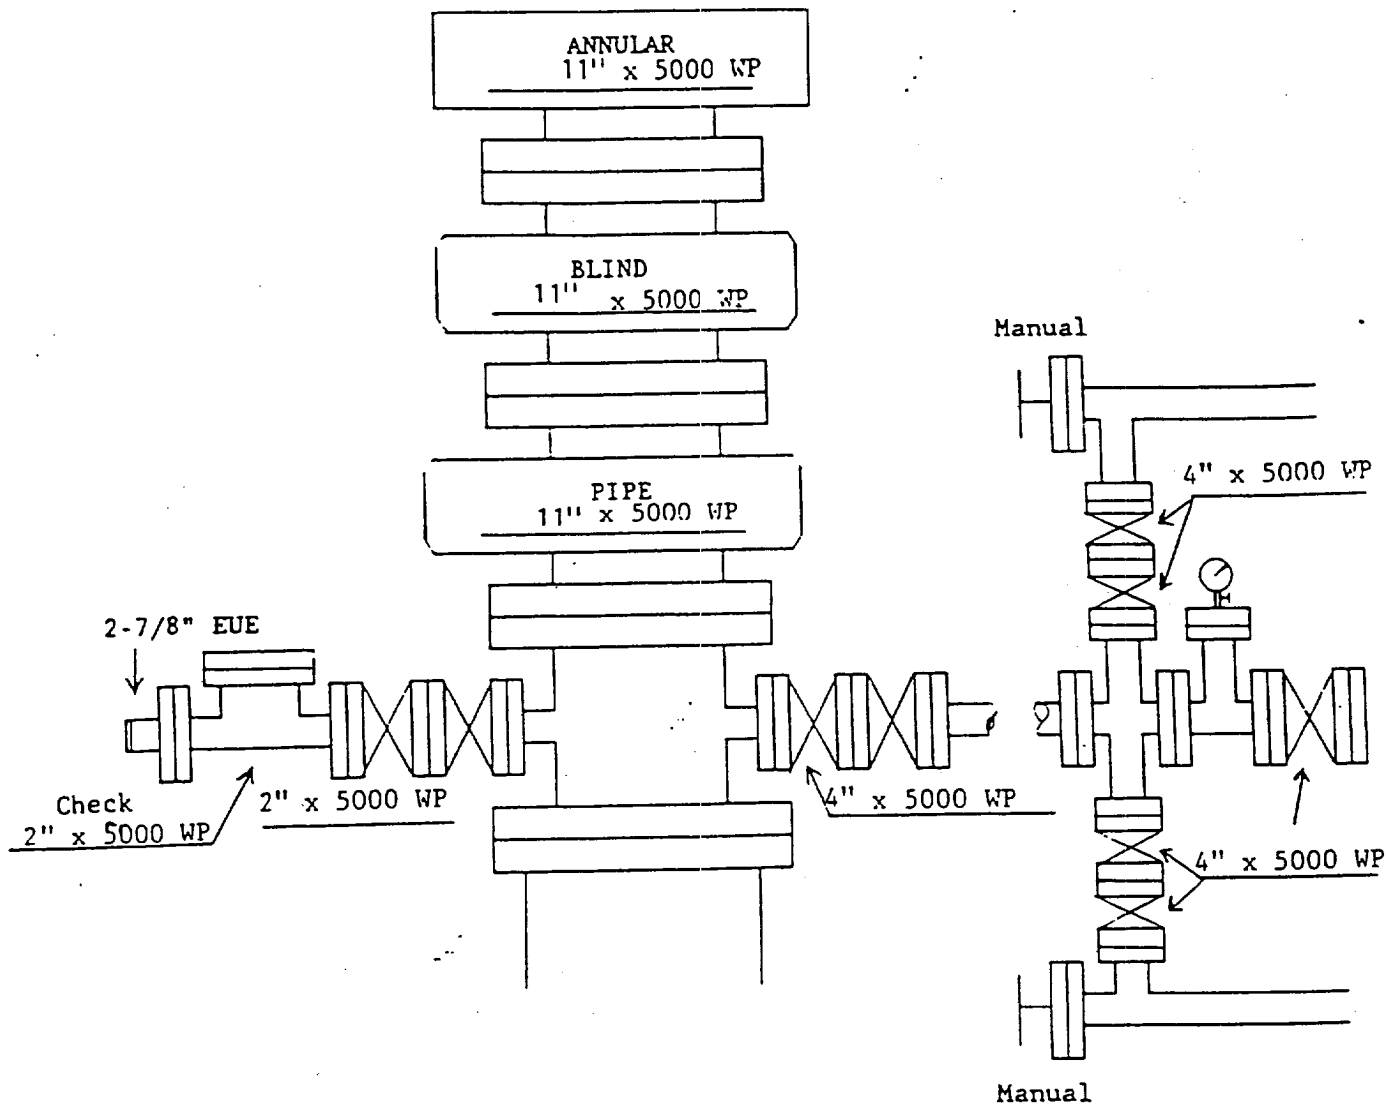 ANNULAR
11" x 5000 WP
BLIND
11" x 5000 WP
Manual
4" x 5000 WP
PIPE
11" x 5000 WP
2-7/8" EUE
Check
2" x 5000 WP
2" x 5000 WP
4" x 5000 WP
4" x 5000 WP
Manual